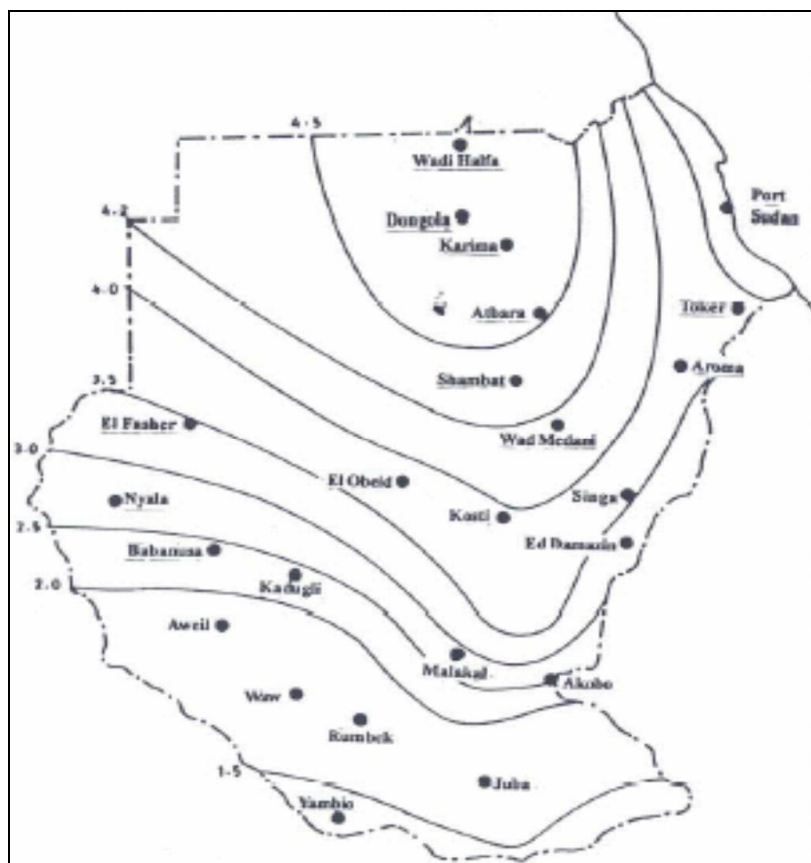 4.5
Wadi Halfa
4.2
Dongola
Port
Sudan
Karima
4.0
Atbara
Toker
Shambat
Aroma
3.5
El Fasher
Wad Medani
3.0
El Obeid
Nyala
Singa
Kosti
2.5
Babanusa
Ed Damazin
Kadugli
2.0
Aweil
Malakal
Akobo
Waw
Rumbek
1.5
Juba
Yambio